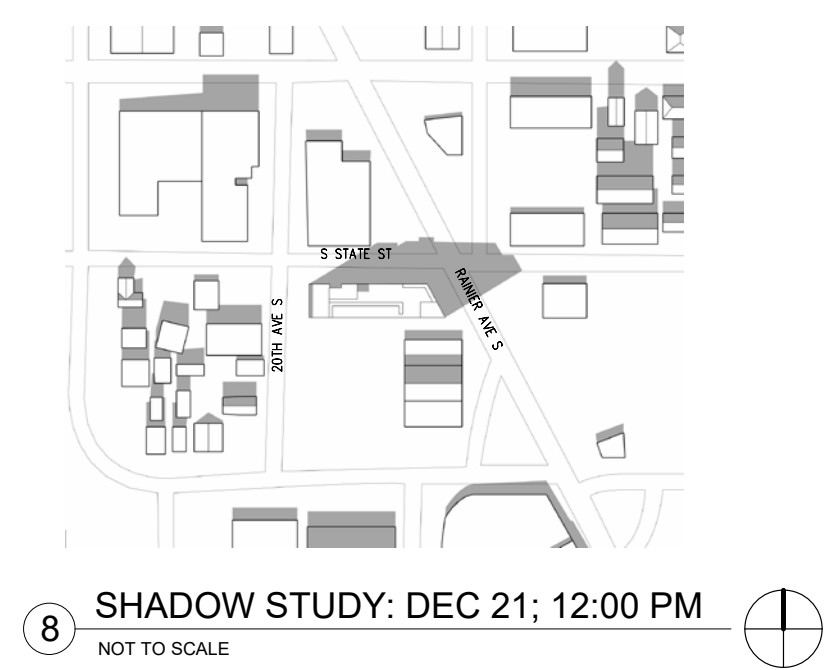 S STATE ST
RAINIER AVE S
20TH AVE S
8
SHADOW STUDY: DEC 21; 12:00 PM
NOT TO SCALE